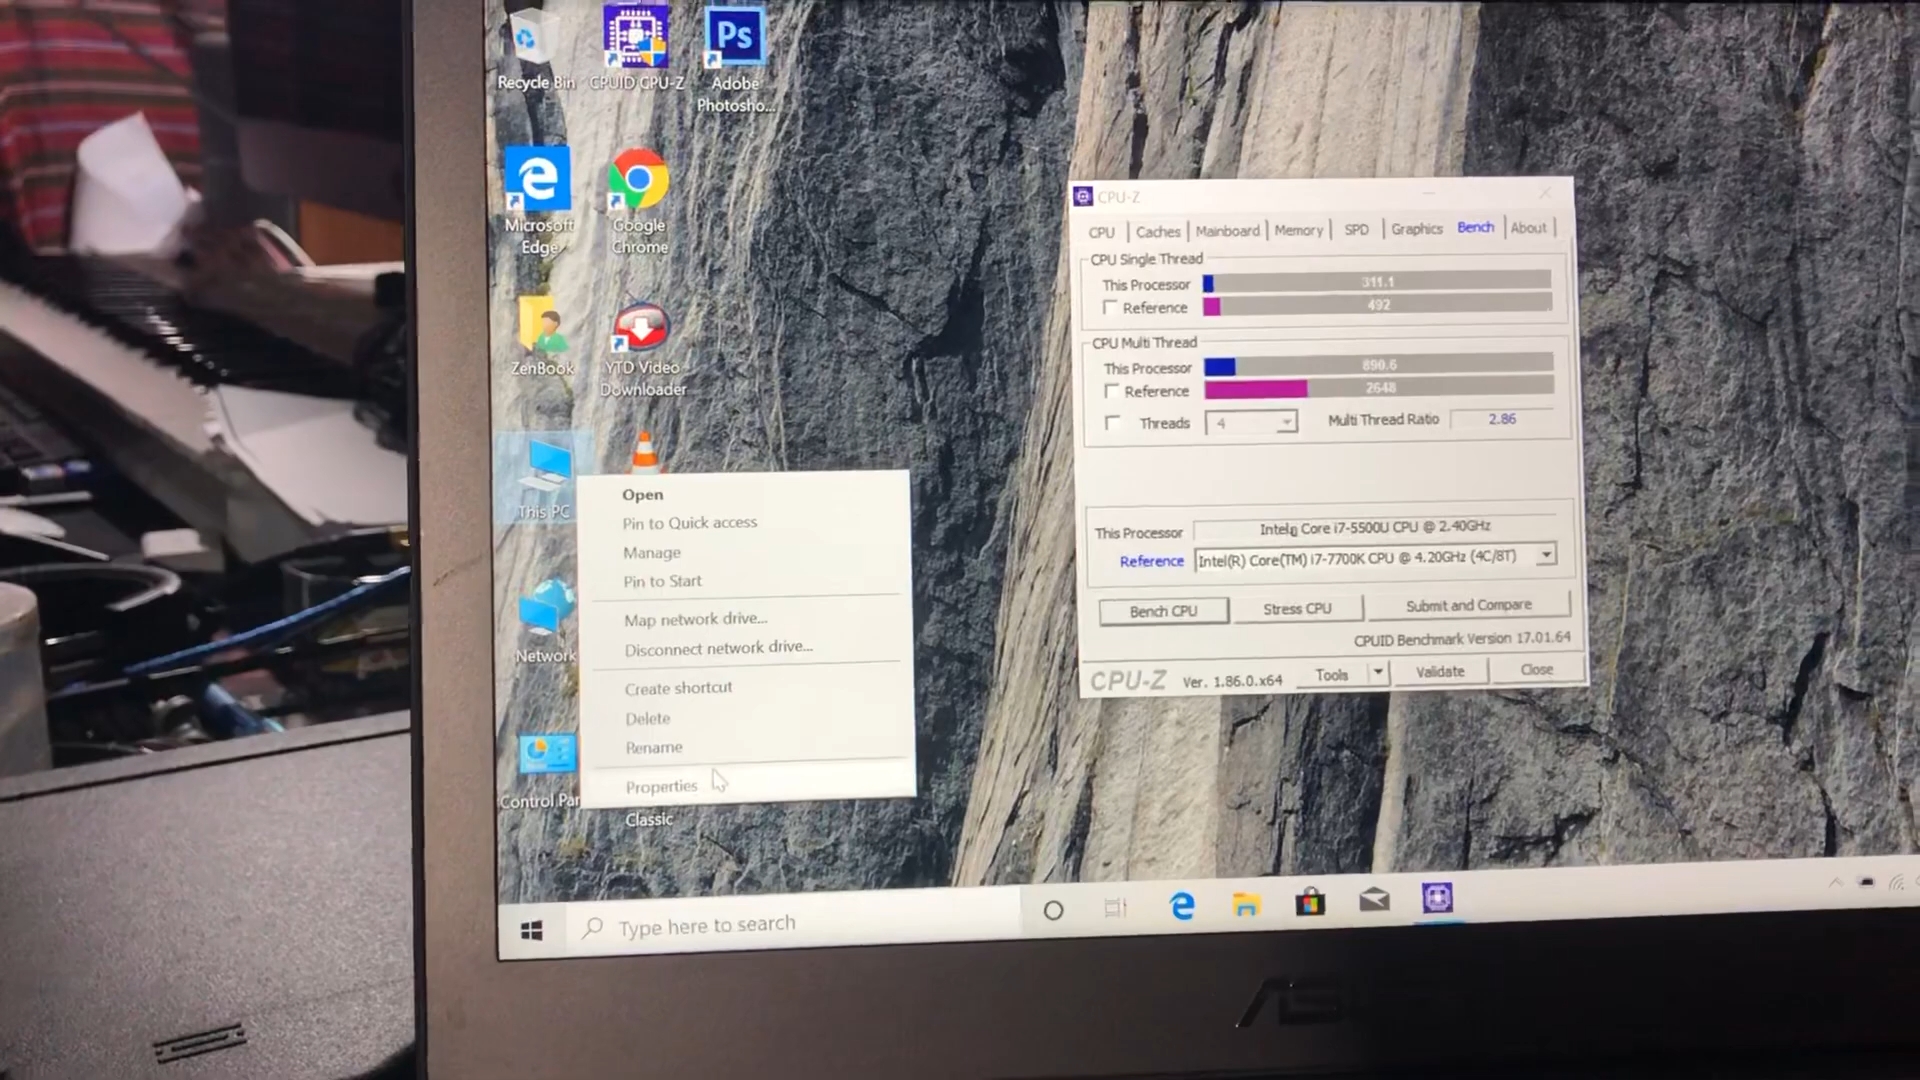 Recycle Bin
CPUID CPU-Z
Ps
Adobe
Photosho...
Microsoft
Edge
Google
Chrome
ZenBook
YTD Video
Downloader
This PC
Network
Control Pan
Classic
Open
Pin to Quick access
Manage
Pin to Start
Map network drive...
Disconnect network drive...
Create shortcut
Delete
Rename
Properties
CPU-Z
CPU
Caches
Mainboard
Memory
SPD
Graphics
Bench
About
CPU Single Thread
This Processor
311.1
Reference
492
CPU Multi Thread
This Processor
890.6
Reference
2648
Threads
4
Multi Thread Ratio
2.86
This Processor
Intel® Core i7-5500U CPU @ 2.40GHz
Reference
Intel(R) Core(TM) i7-7700K CPU @ 4.20GHz (4C/8T)
Bench CPU
Stress CPU
Submit and Compare
CPUID Benchmark Version 17.01.64
CPU-Z
Ver. 1.86.0.x64
Tools
Validate
Close
Type here to search